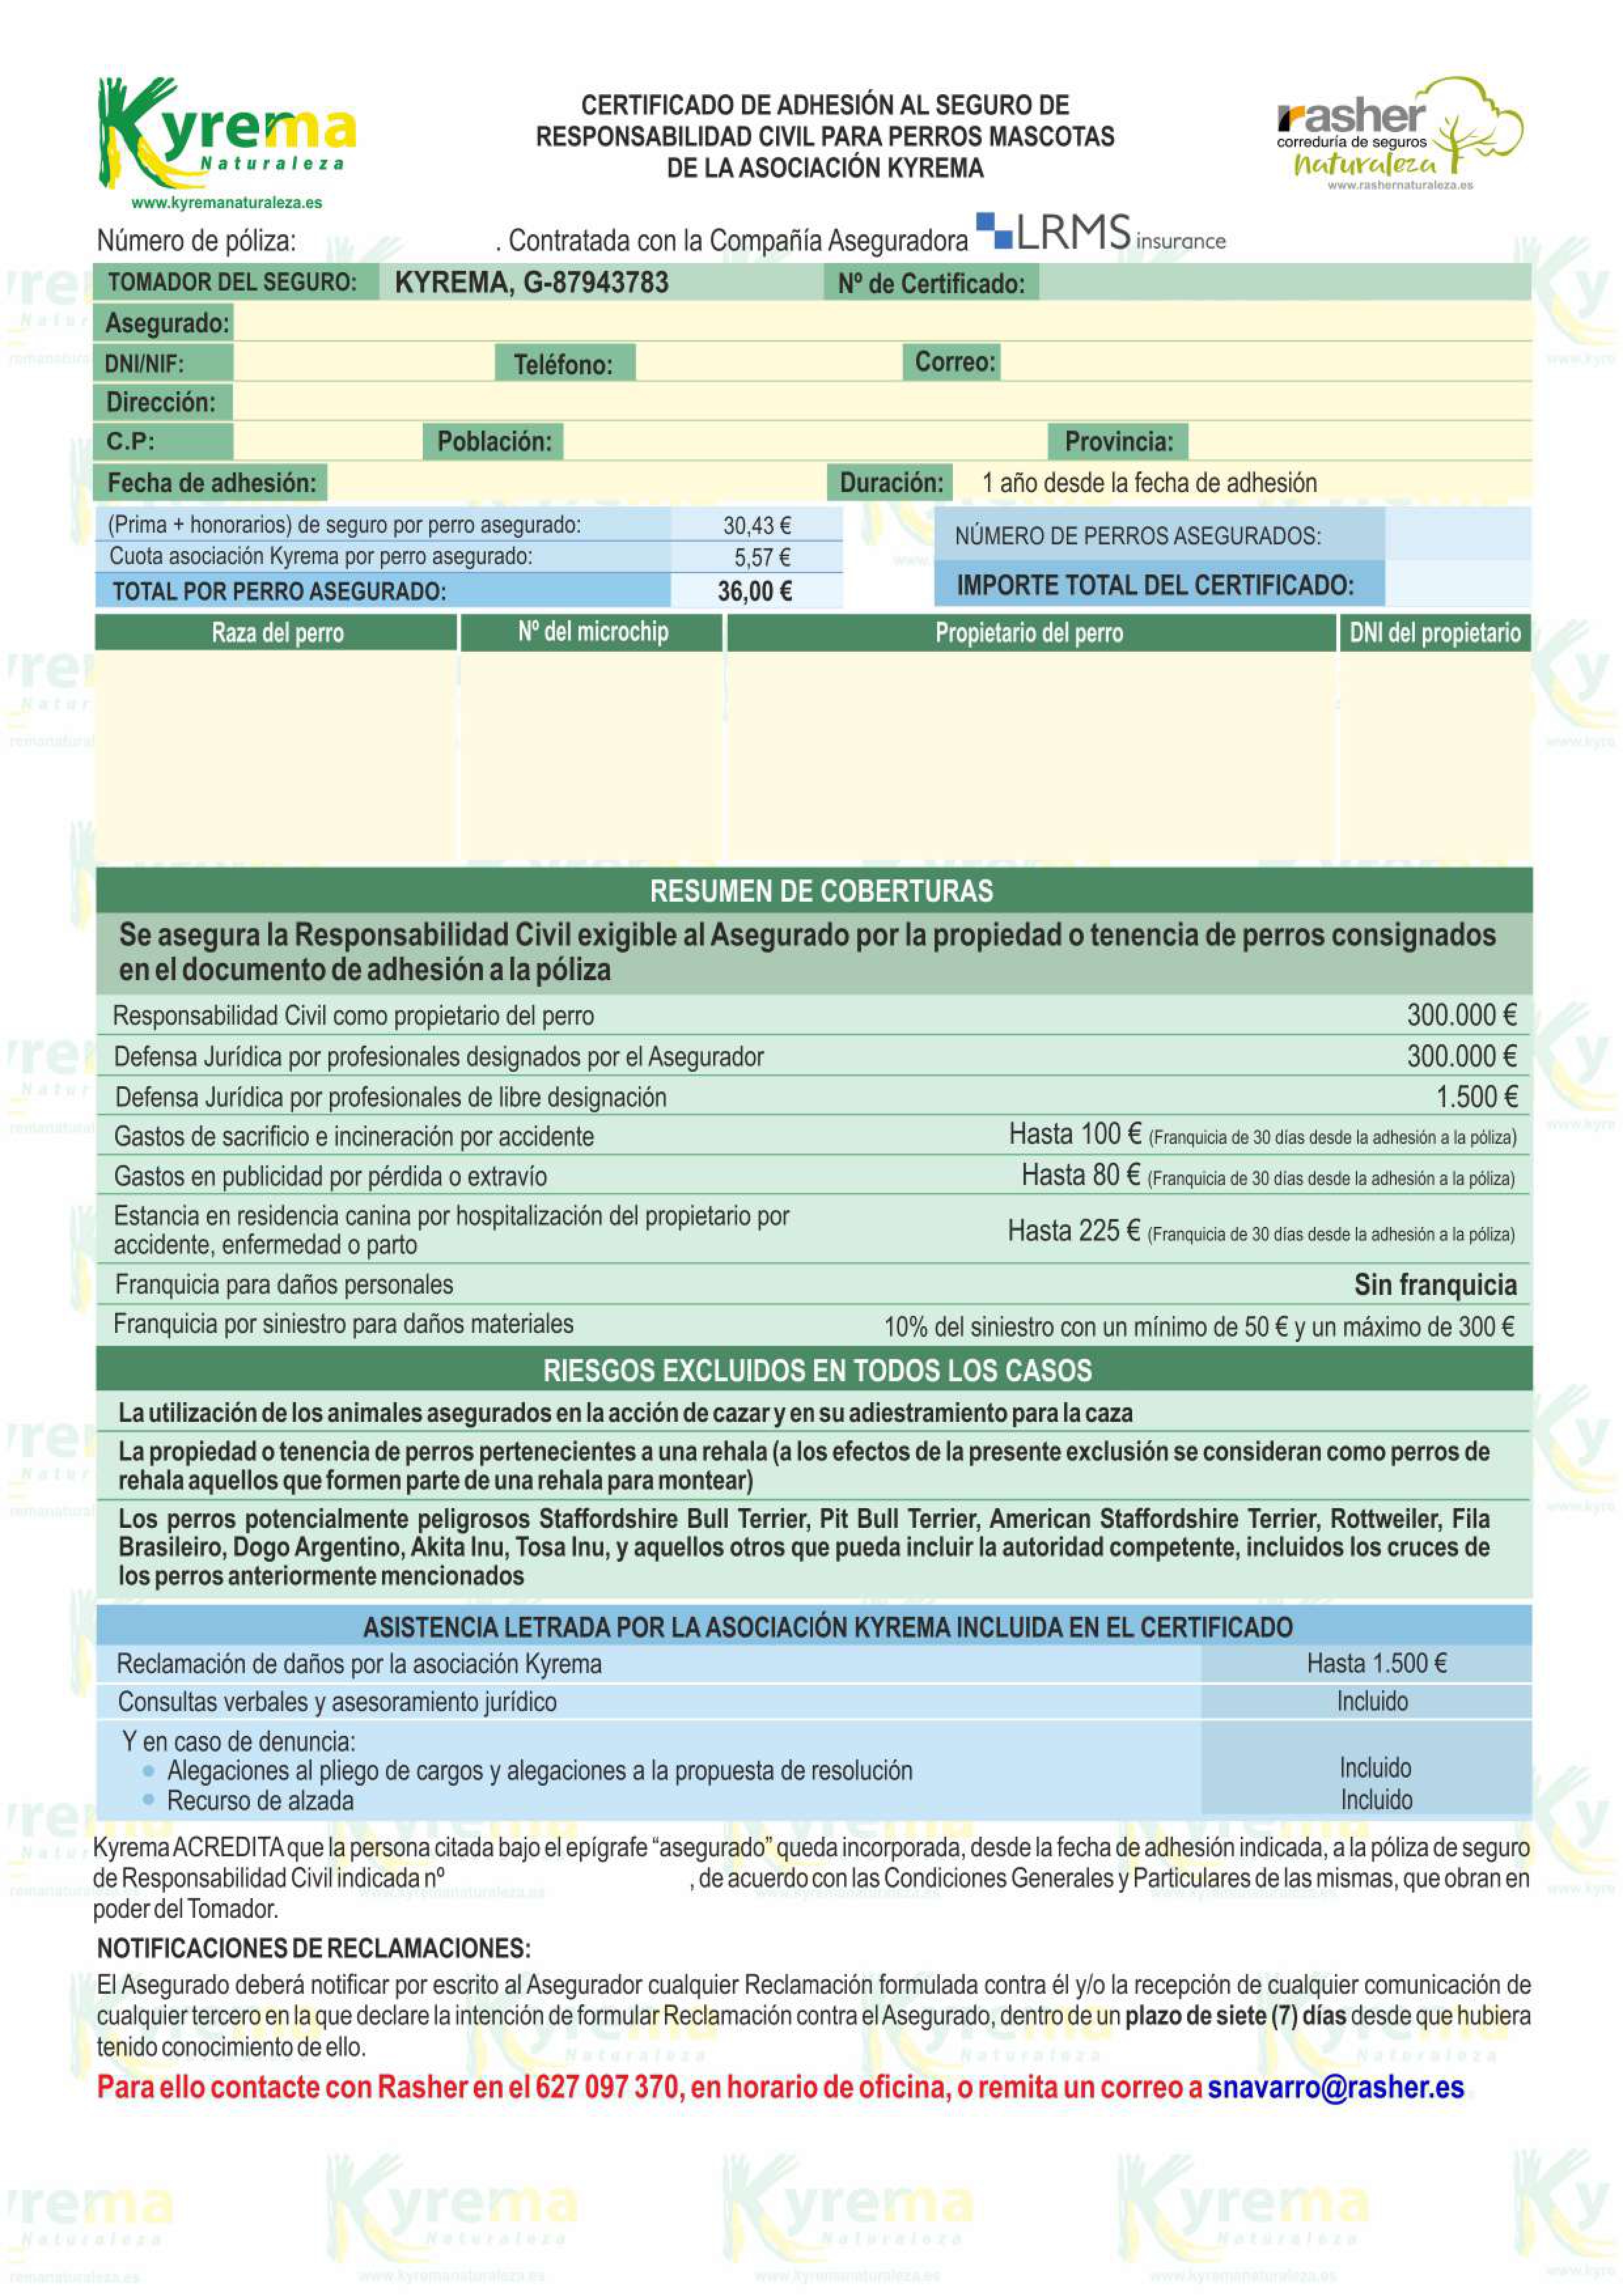 Kyrema
Naturaleza
www.kyremanaturaleza.es
CERTIFICADO DE ADHESIÓN AL SEGURO DE
RESPONSABILIDAD CIVIL PARA PERROS MASCOTAS
DE LA ASOCIACIÓN KYREMA
rasher
correduría de seguros
naturaleza
www.rashernaturaleza.es
Número de póliza: . Contratada con la Compañía Aseguradora LRMS insurance
TOMADOR DEL SEGURO: KYREMA, G-87943783 Nº de Certificado:
Asegurado:
DNI/NIF: Teléfono: Correo:
Dirección:
C.P: Población: Provincia:
Fecha de adhesión: Duración: 1 año desde la fecha de adhesión
(Prima + honorarios) de seguro por perro asegurado: 30,43 €
Cuota asociación Kyrema por perro asegurado: 5,57 €
TOTAL POR PERRO ASEGURADO: 36,00 €
NÚMERO DE PERROS ASEGURADOS:
IMPORTE TOTAL DEL CERTIFICADO:
Raza del perro Nº del microchip Propietario del perro DNI del propietario
RESUMEN DE COBERTURAS
Se asegura la Responsabilidad Civil exigible al Asegurado por la propiedad o tenencia de perros consignados
en el documento de adhesión a la póliza
Responsabilidad Civil como propietario del perro 300.000 €
Defensa Jurídica por profesionales designados por el Asegurador 300.000 €
Defensa Jurídica por profesionales de libre designación 1.500 €
Gastos de sacrificio e incineración por accidente Hasta 100 € (Franquicia de 30 días desde la adhesión a la póliza)
Gastos en publicidad por pérdida o extravío Hasta 80 € (Franquicia de 30 días desde la adhesión a la póliza)
Estancia en residencia canina por hospitalización del propietario por
accidente, enfermedad o parto Hasta 225 € (Franquicia de 30 días desde la adhesión a la póliza)
Franquicia para daños personales Sin franquicia
Franquicia por siniestro para daños materiales 10% del siniestro con un mínimo de 50 € y un máximo de 300 €
RIESGOS EXCLUIDOS EN TODOS LOS CASOS
La utilización de los animales asegurados en la acción de cazar y en su adiestramiento para la caza
La propiedad o tenencia de perros pertenecientes a una rehala (a los efectos de la presente exclusión se consideran como perros de
rehala aquellos que formen parte de una rehala para montear)
Los perros potencialmente peligrosos Staffordshire Bull Terrier, Pit Bull Terrier, American Staffordshire Terrier, Rottweiler, Fila
Brasileiro, Dogo Argentino, Akita Inu, Tosa Inu, y aquellos otros que pueda incluir la autoridad competente, incluidos los cruces de
los perros anteriormente mencionados
ASISTENCIA LETRADA POR LA ASOCIACIÓN KYREMA INCLUIDA EN EL CERTIFICADO
Reclamación de daños por la asociación Kyrema Hasta 1.500 €
Consultas verbales y asesoramiento jurídico Incluido
Y en caso de denuncia:
• Alegaciones al pliego de cargos y alegaciones a la propuesta de resolución Incluido
• Recurso de alzada Incluido
Kyrema ACREDITA que la persona citada bajo el epígrafe “asegurado” queda incorporada, desde la fecha de adhesión indicada, a la póliza de seguro
de Responsabilidad Civil indicada nº , de acuerdo con las Condiciones Generales y Particulares de las mismas, que obran en
poder del Tomador.
NOTIFICACIONES DE RECLAMACIONES:
El Asegurado deberá notificar por escrito al Asegurador cualquier Reclamación formulada contra él y/o la recepción de cualquier comunicación de
cualquier tercero en la que declare la intención de formular Reclamación contra el Asegurado, dentro de un plazo de siete (7) días desde que hubiera
tenido conocimiento de ello.
Para ello contacte con Rasher en el 627 097 370, en horario de oficina, o remita un correo a snavarro@rasher.es